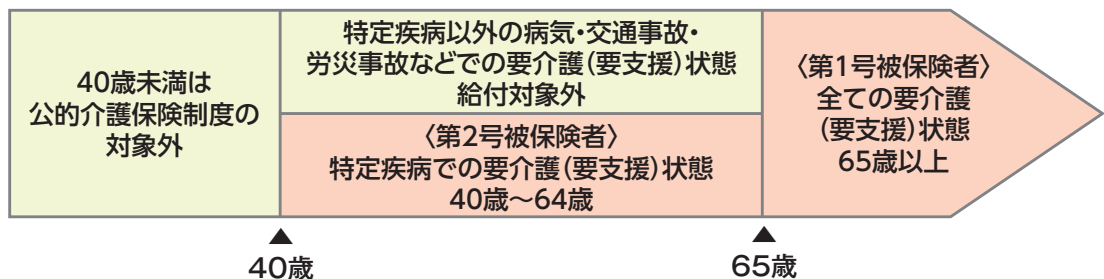 40歳未満は
公的介護保険制度の
対象外
特定疾病以外の病気・交通事故・
労災事故などでの要介護(要支援)状態
給付対象外
〈第2号被保険者〉
特定疾病での要介護(要支援)状態
40歳〜64歳
〈第1号被保険者〉
全ての要介護
(要支援)状態
65歳以上
40歳
65歳